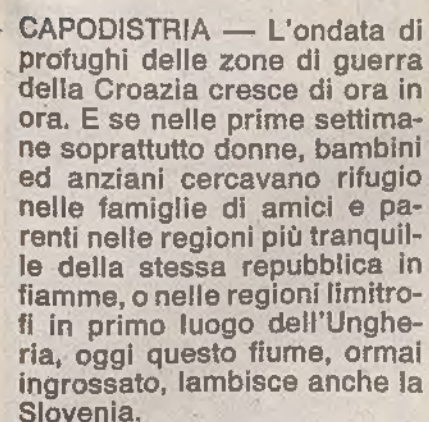 CAPODISTRIA — L'ondata di
profughi delle zone di guerra
della Croazia cresce di ora in
ora. E se nelle prime settima-
ne soprattutto donne, bambini
ed anziani cercavano rifugio
nelle famiglie di amici e pa-
renti nelle regioni più tranquil-
le della stessa repubblica in
fiamme, o nelle regioni limitro-
fi in primo luogo dell'Unghe-
ria, oggi questo fiume, ormai
ingrossato, lambisce anche la
Slovenia.